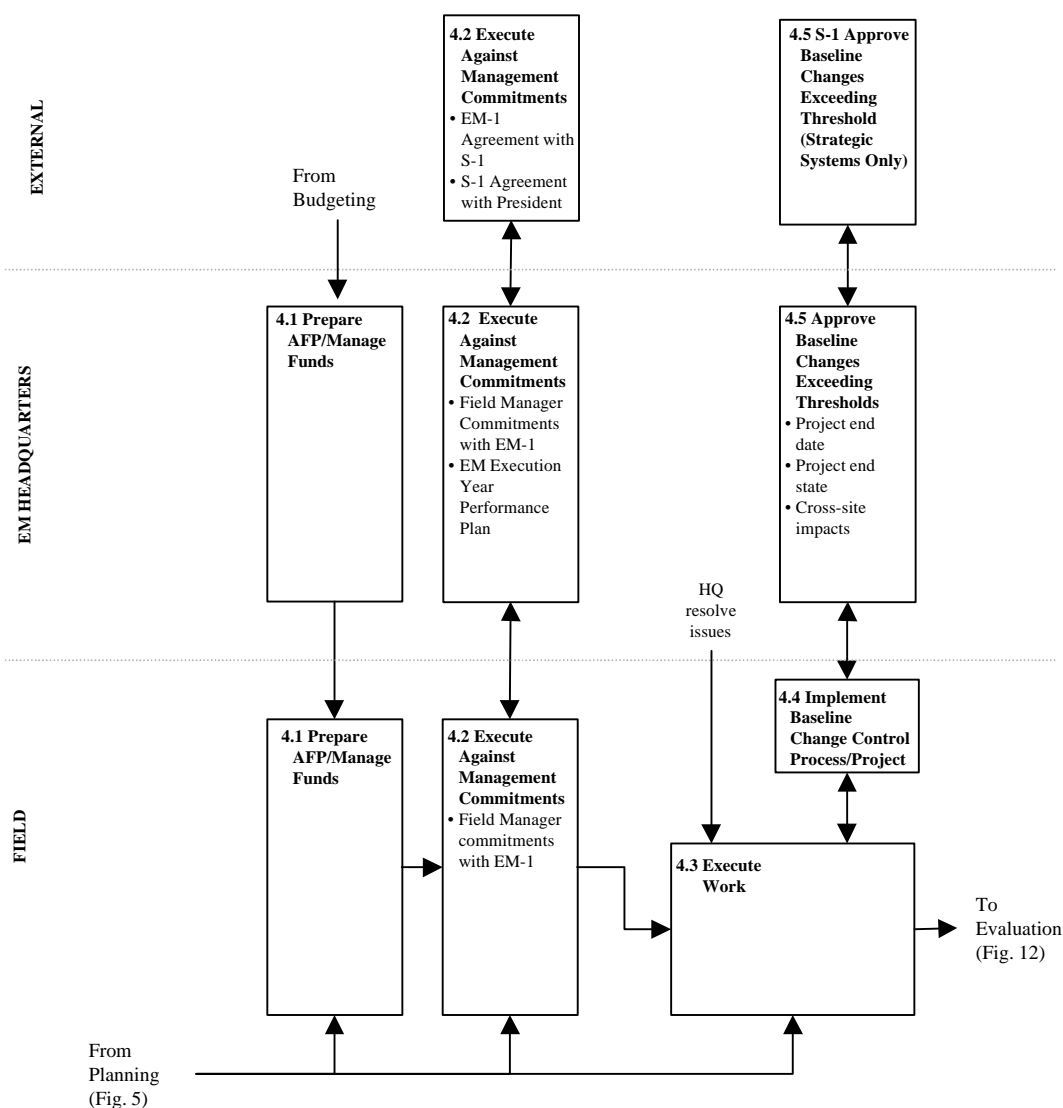 EXTERNAL
From
Budgeting
4.2 Execute
Against
Management
Commitments
• EM-1
Agreement with
S-1
• S-1 Agreement
with President
4.5 S-1 Approve
Baseline
Changes
Exceeding
Threshold
(Strategic
Systems Only)
EM HEADQUARTERS
4.1 Prepare
AFP/Manage
Funds
4.2 Execute
Against
Management
Commitments
• Field Manager
Commitments
with EM-1
• EM Execution
Year
Performance
Plan
4.5 Approve
Baseline
Changes
Exceeding
Thresholds
• Project end
date
• Project end
state
• Cross-site
impacts
HQ
resolve
issues
FIELD
4.1 Prepare
AFP/Manage
Funds
4.2 Execute
Against
Management
Commitments
• Field Manager
commitments
with EM-1
4.4 Implement
Baseline
Change Control
Process/Project
4.3 Execute
Work
To
Evaluation
(Fig. 12)
From
Planning
(Fig. 5)